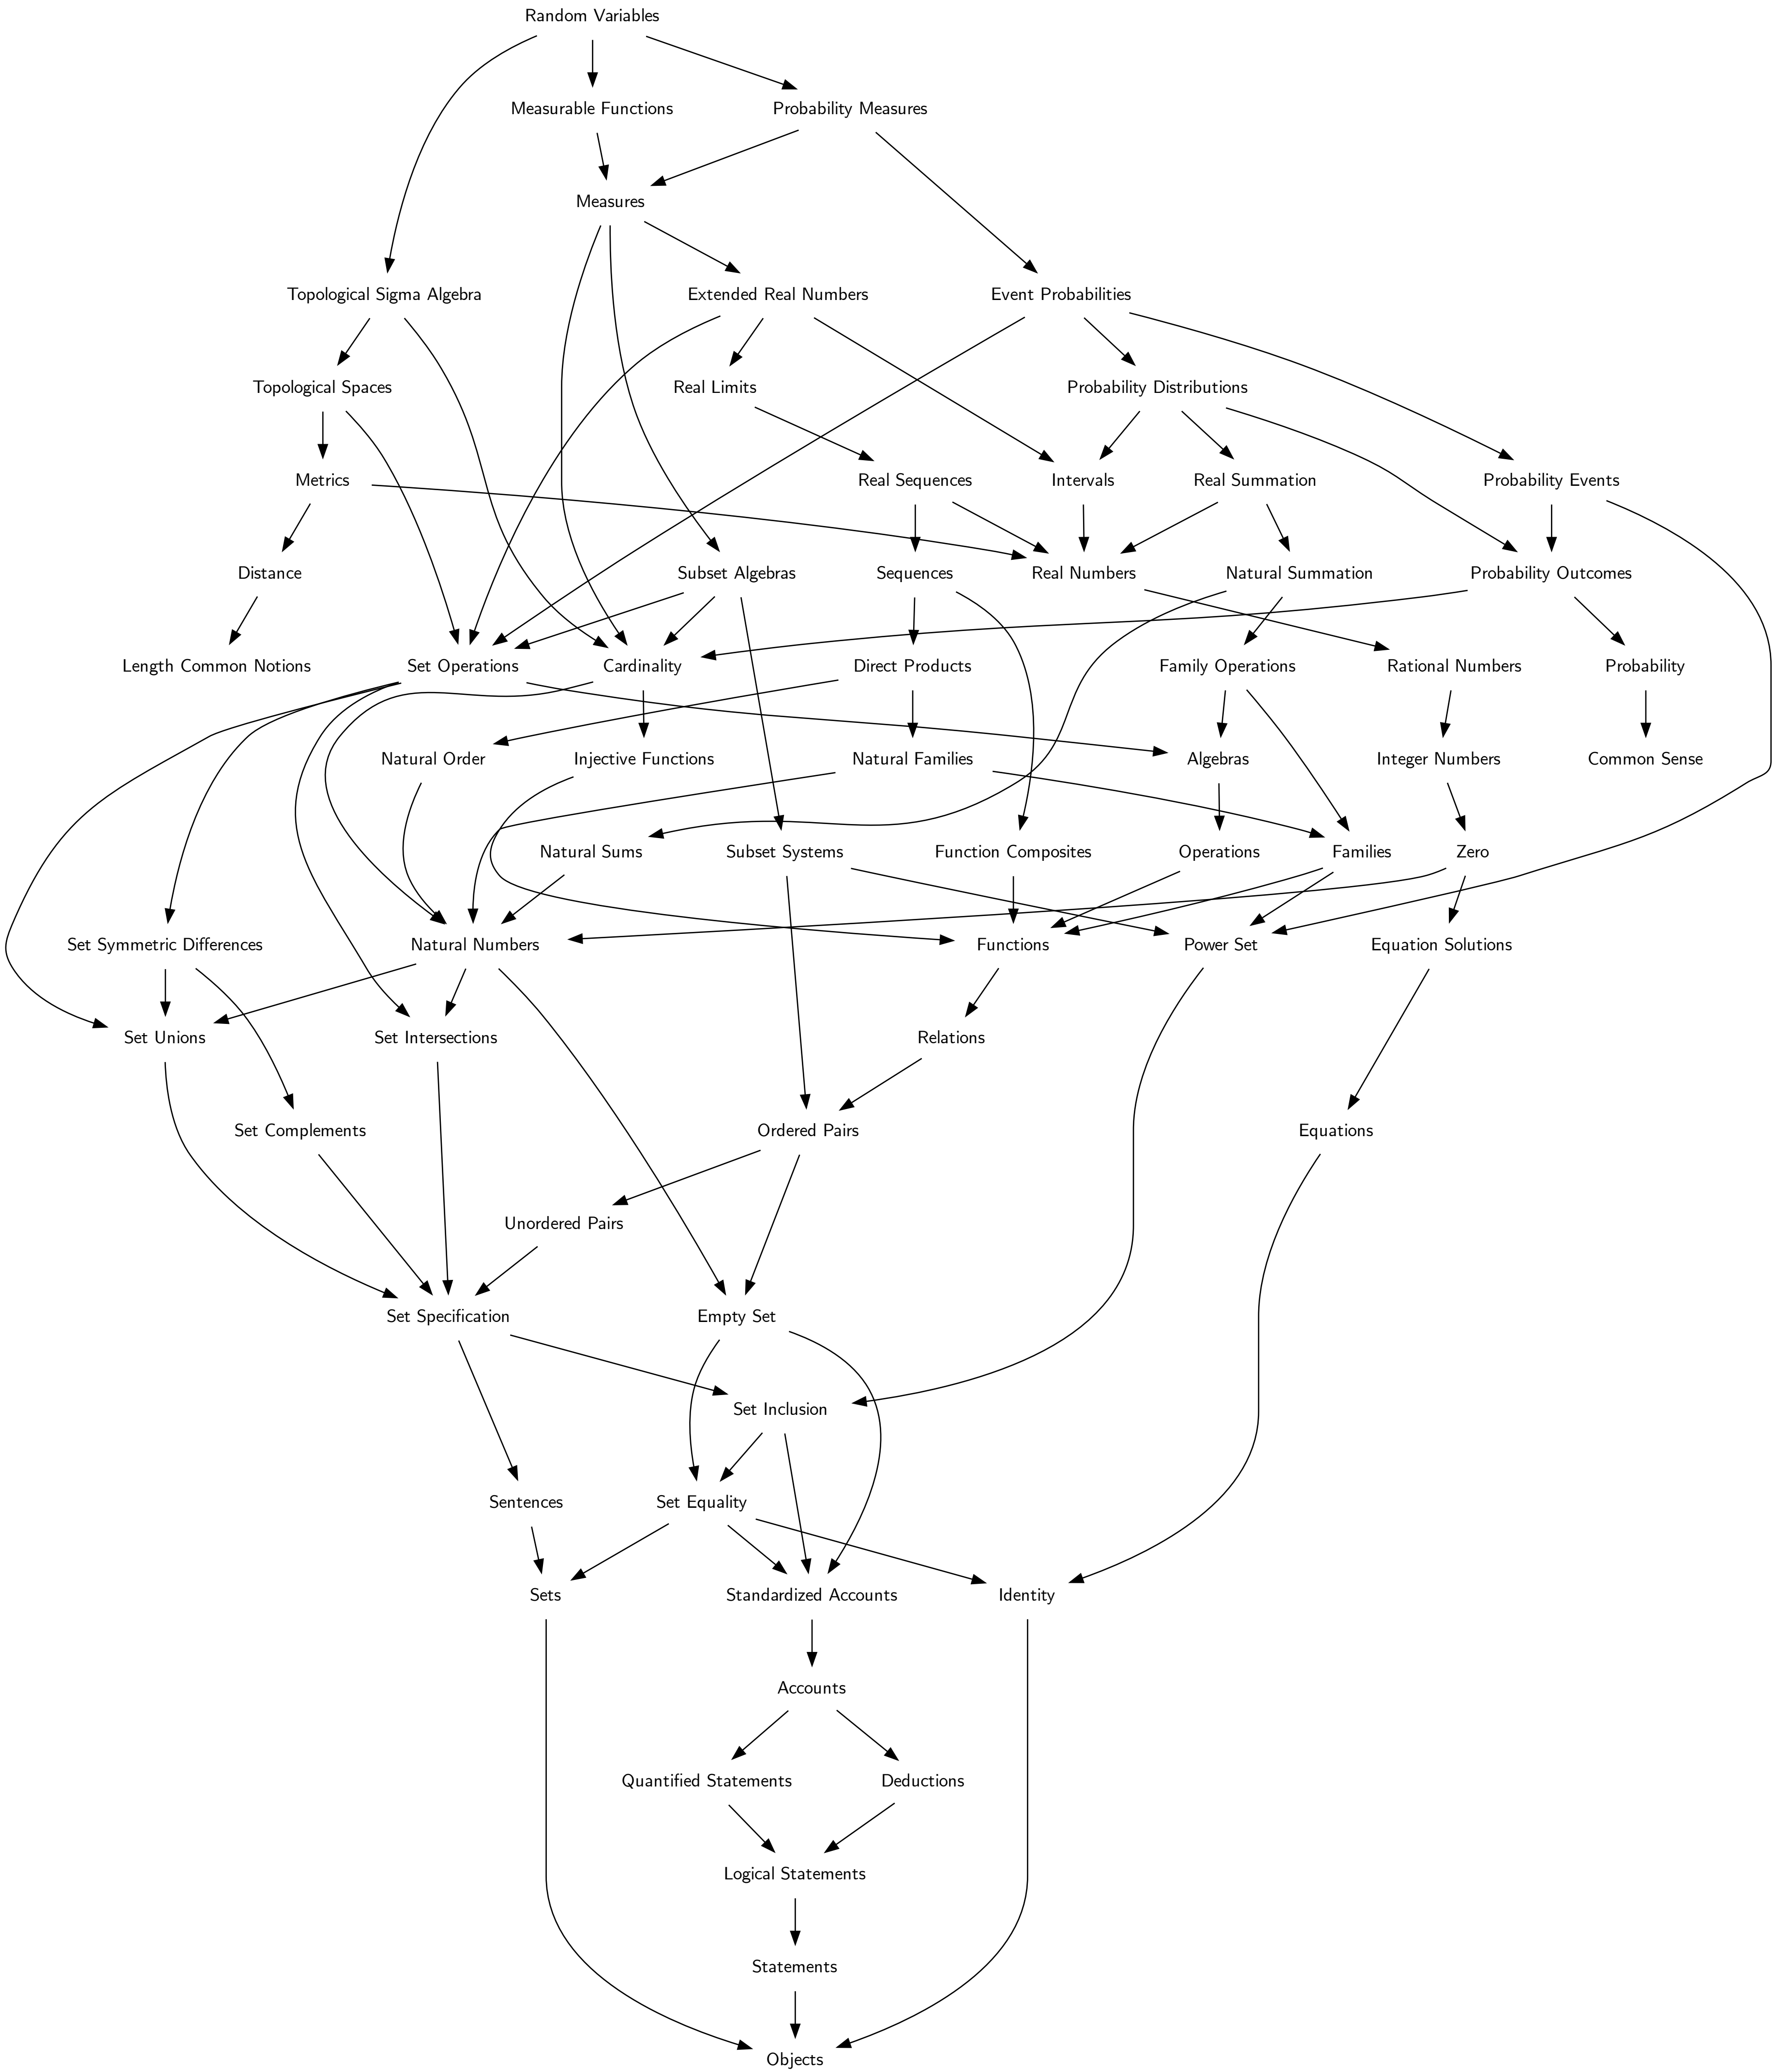 Random Variables
Measurable Functions
Probability Measures
Measures
Topological Sigma Algebra
Extended Real Numbers
Event Probabilities
Topological Spaces
Real Limits
Probability Distributions
Metrics
Real Sequences
Intervals
Real Summation
Probability Events
Distance
Subset Algebras
Sequences
Real Numbers
Natural Summation
Probability Outcomes
Length Common Notions
Set Operations
Cardinality
Direct Products
Family Operations
Rational Numbers
Probability
Natural Order
Injective Functions
Natural Families
Algebras
Integer Numbers
Common Sense
Natural Sums
Subset Systems
Function Composites
Operations
Families
Zero
Set Symmetric Differences
Natural Numbers
Functions
Power Set
Equation Solutions
Set Unions
Set Intersections
Relations
Set Complements
Ordered Pairs
Equations
Unordered Pairs
Set Specification
Empty Set
Set Inclusion
Sentences
Set Equality
Sets
Standardized Accounts
Identity
Accounts
Quantified Statements
Deductions
Logical Statements
Statements
Objects